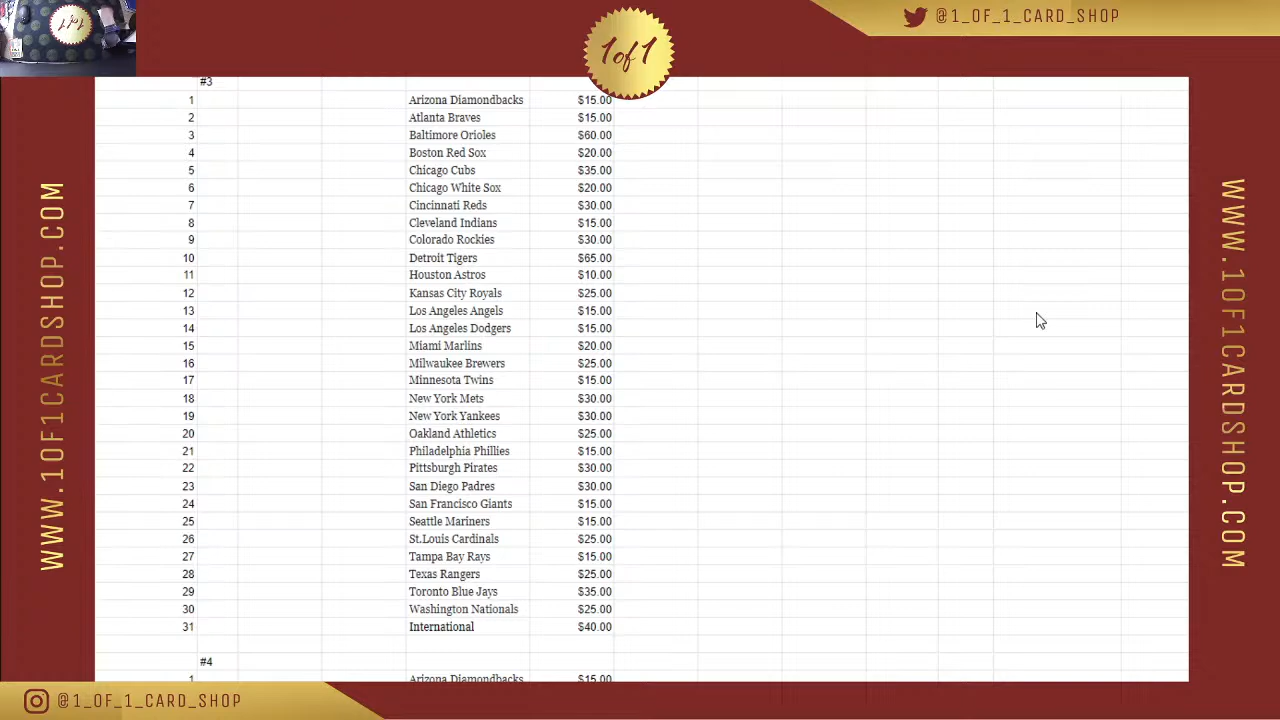 1 of 1
@1_OF_1_CARD_SHOP
1 of 1
WWW.1OF1CARDSHOP.COM
#3
1 Arizona Diamondbacks $15.00
2 Atlanta Braves $15.00
3 Baltimore Orioles $60.00
4 Boston Red Sox $20.00
5 Chicago Cubs $35.00
6 Chicago White Sox $20.00
7 Cincinnati Reds $30.00
8 Cleveland Indians $15.00
9 Colorado Rockies $30.00
10 Detroit Tigers $65.00
11 Houston Astros $10.00
12 Kansas City Royals $25.00
13 Los Angeles Angels $15.00
14 Los Angeles Dodgers $15.00
15 Miami Marlins $20.00
16 Milwaukee Brewers $25.00
17 Minnesota Twins $15.00
18 New York Mets $30.00
19 New York Yankees $30.00
20 Oakland Athletics $25.00
21 Philadelphia Phillies $15.00
22 Pittsburgh Pirates $30.00
23 San Diego Padres $30.00
24 San Francisco Giants $15.00
25 Seattle Mariners $15.00
26 St.Louis Cardinals $25.00
27 Tampa Bay Rays $15.00
28 Texas Rangers $25.00
29 Toronto Blue Jays $35.00
30 Washington Nationals $25.00
31 International $40.00
#4
1 Arizona Diamondbacks $15.00
WWW.1OF1CARDSHOP.COM
@1_OF_1_CARD_SHOP